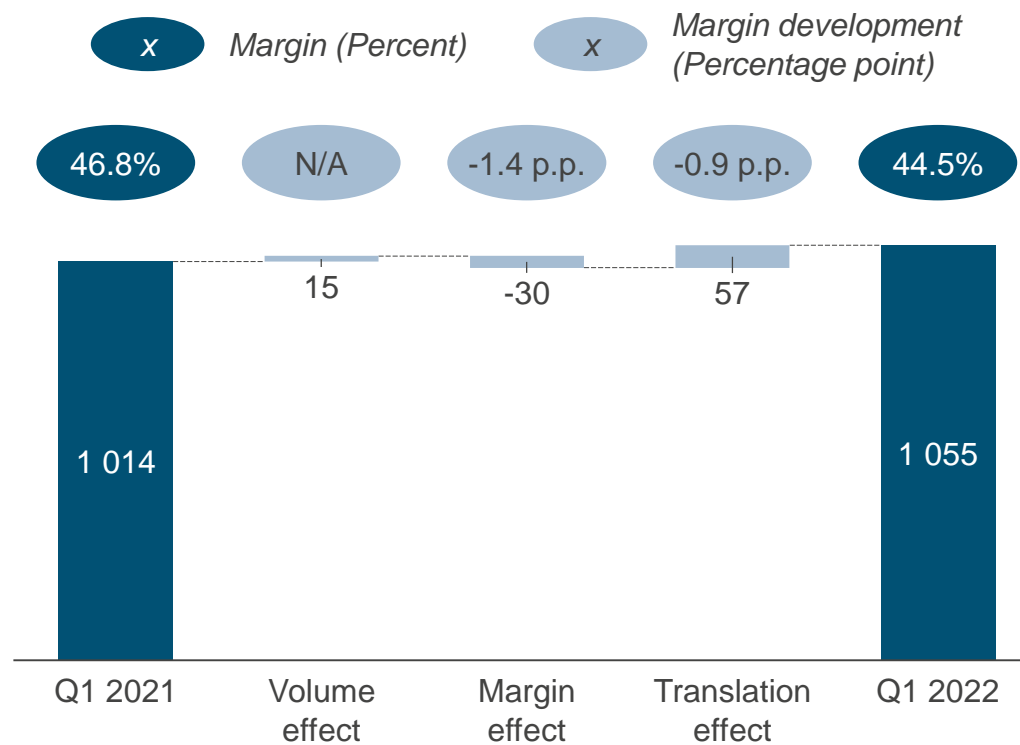 x Margin (Percent)
x Margin development
(Percentage point)
46.8% N/A -1.4 p.p. -0.9 p.p. 44.5%
15 -30 57
1 014 1 055
Q1 2021 Volume Margin Translation Q1 2022
effect effect effect